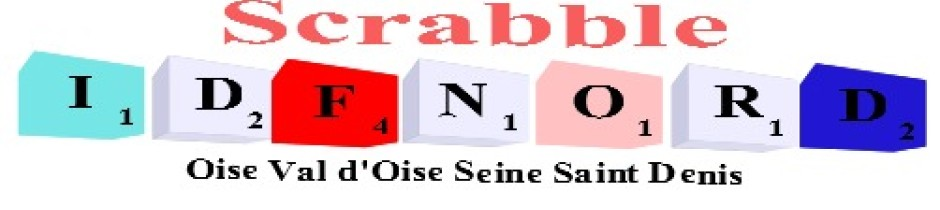 Scrabble
I1 D2 F4 N1 O1 R1 D2
Oise Val d'Oise Seine Saint Denis